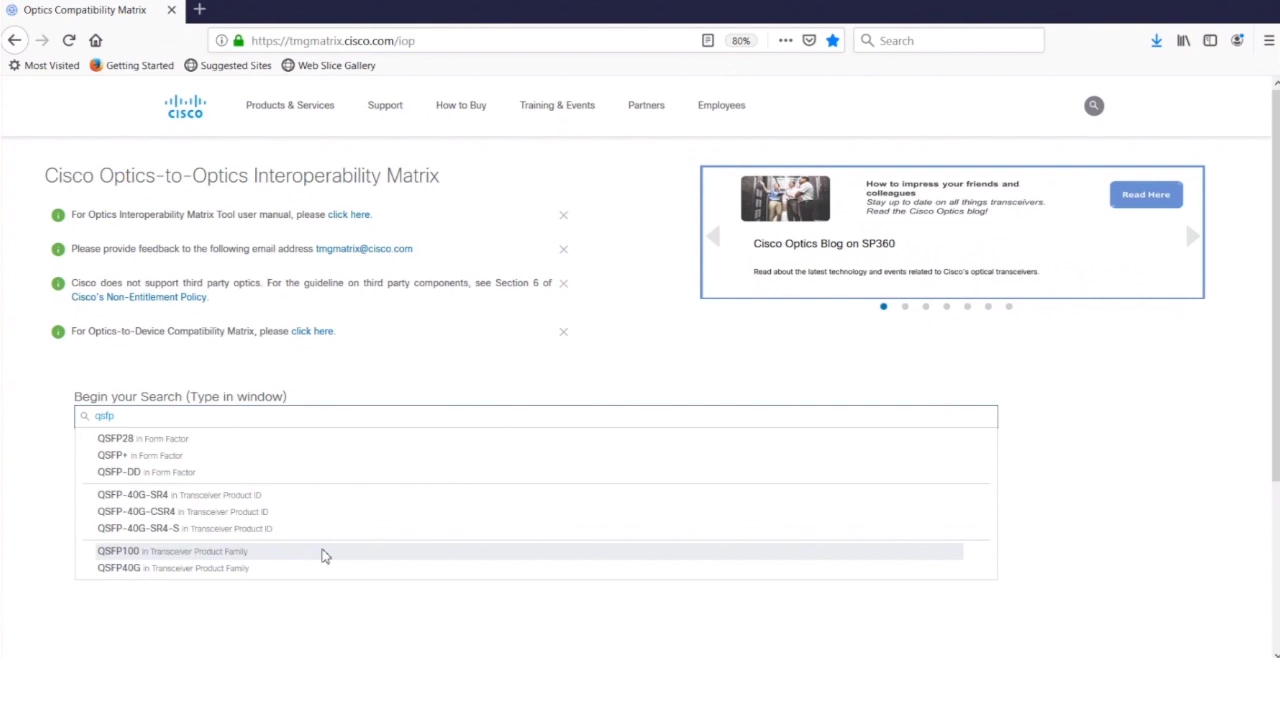 Optics Compatibility Matrix
https://tmgmatrix.cisco.com/iop
80%
Search
Most Visited
Getting Started
Suggested Sites
Web Slice Gallery
CISCO
Products & Services
Support
How to Buy
Training & Events
Partners
Employees
Cisco Optics-to-Optics Interoperability Matrix
For Optics Interoperability Matrix Tool user manual, please click here.
Please provide feedback to the following email address tmgmatrix@cisco.com
Cisco does not support third party optics. For the guideline on third party components, see Section 6 of
Cisco's Non-Entitlement Policy.
For Optics-to-Device Compatibility Matrix, please click here.
How to impress your friends and
colleagues
Stay up to date on all things transceivers.
Read the Cisco Optics blog!
Read Here
Cisco Optics Blog on SP360
Read about the latest technology and events related to Cisco's optical transceivers.
Begin your Search (Type in window)
qsfp
QSFP28 in Form Factor
QSFP+ in Form Factor
QSFP-DD in Form Factor
QSFP-40G-SR4 in Transceiver Product ID
QSFP-40G-CSR4 in Transceiver Product ID
QSFP-40G-SR4-S in Transceiver Product ID
QSFP100 in Transceiver Product Family
QSFP40G in Transceiver Product Family